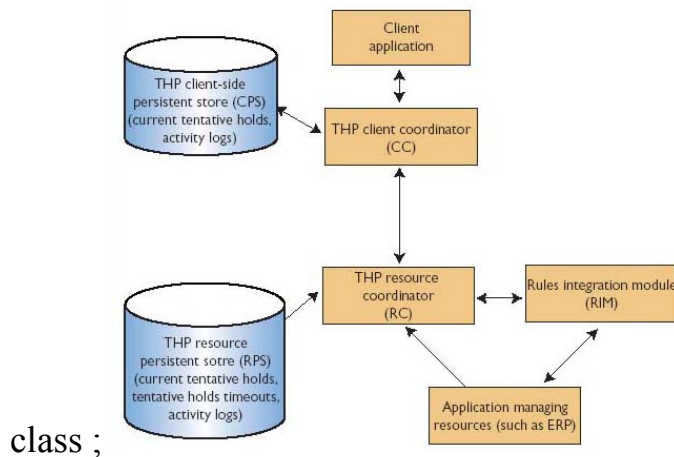 Client
application
THP client-side
persistent store (CPS)
(current tentative holds,
activity logs)
THP client coordinator
(CC)
THP resource
coordinator
(RC)
Rules integration module
(RIM)
THP resource
persistent sotre (RPS)
(current tentative holds,
tentative holds timeouts,
activity logs)
Application managing
resources (such as ERP)
class ;